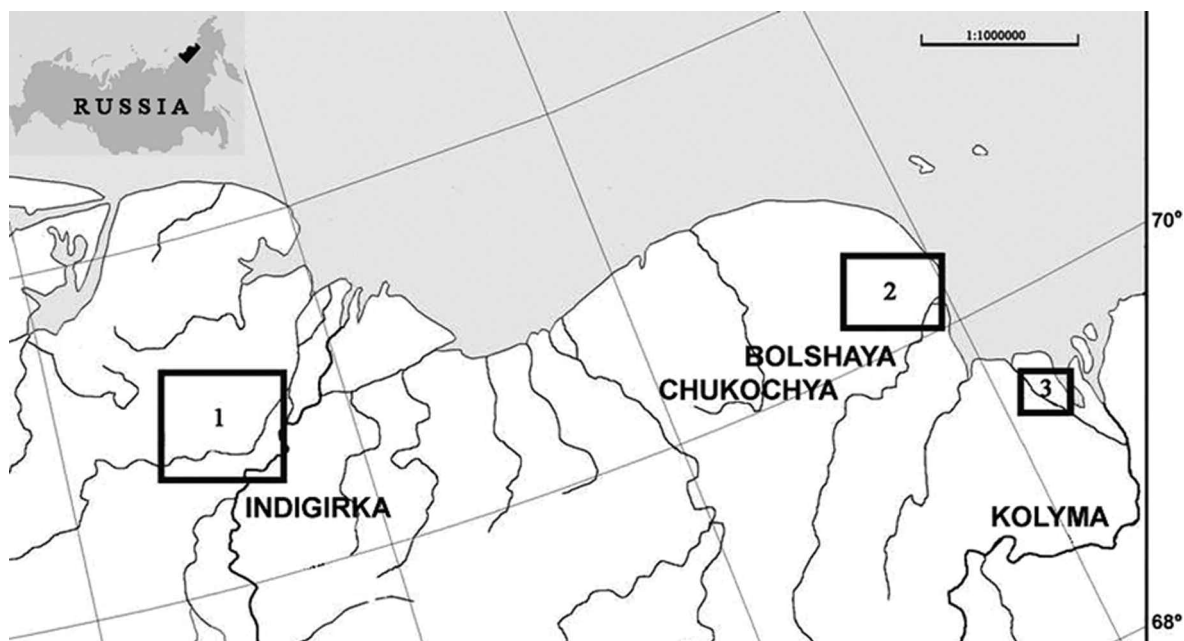 1:1000000
RUSSIA
70°
2
BOLSHAYA
CHUKOCHYA
3
1
INDIGIRKA
KOLYMA
68°